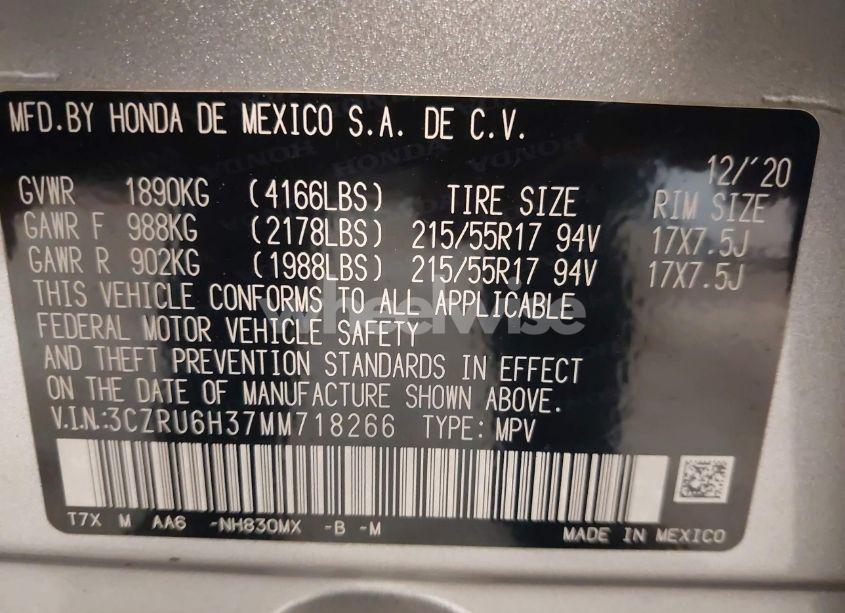 MFD.BY HONDA DE MEXICO S.A. DE C.V.
12/'20
GVWR 1890KG (4166LBS) TIRE SIZE RIM SIZE
GAWR F 988KG (2178LBS) 215/55R17 94V 17X7.5J
GAWR R 902KG (1988LBS) 215/55R17 94V 17X7.5J
THIS VEHICLE CONFORMS TO ALL APPLICABLE
FEDERAL MOTOR VEHICLE SAFETY
AND THEFT PREVENTION STANDARDS IN EFFECT
ON THE DATE OF MANUFACTURE SHOWN ABOVE.
V.I.N.:3CZRU6H37MM718266 TYPE:MPV
T7X M AA6 -NH830MX -B -M
MADE IN MEXICO
wheelwise